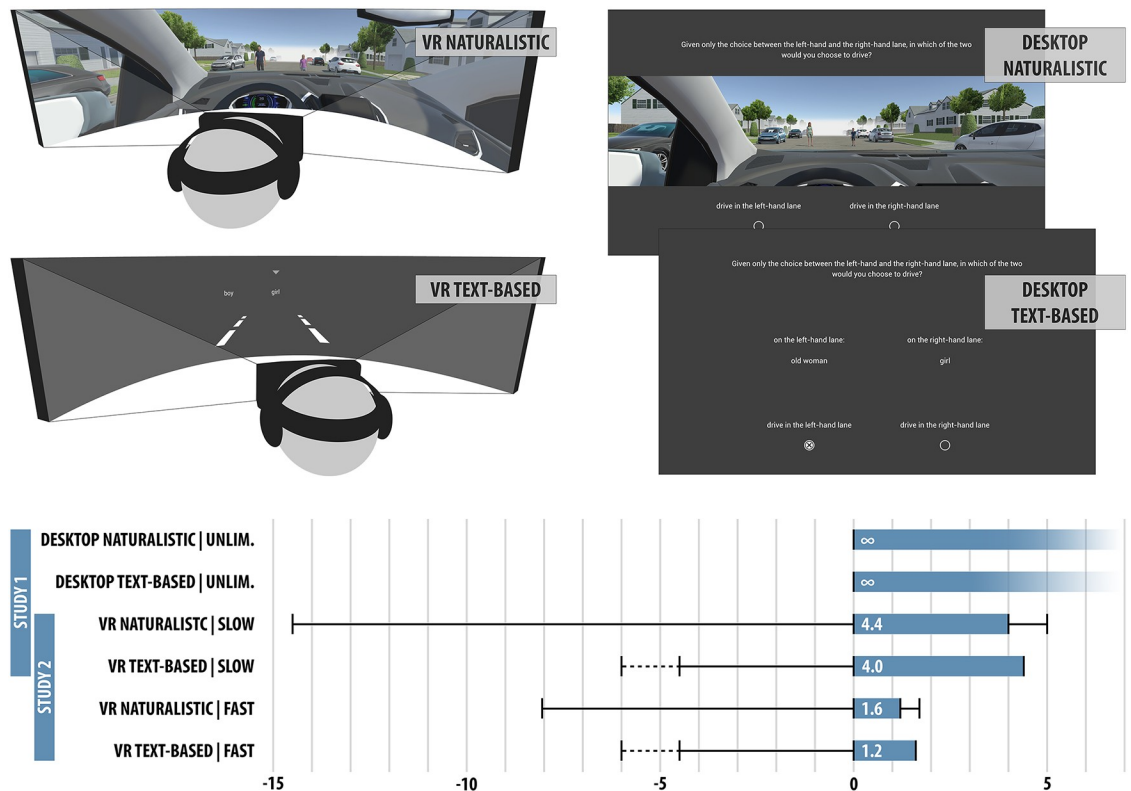 VR NATURALISTIC
Given only the choice between the left-hand and the right-hand lane, in which of the two
would you choose to drive?
DESKTOP
NATURALISTIC
drive in the left-hand lane
drive in the right-hand lane
VR TEXT-BASED
boy
girl
Given only the choice between the left-hand and the right-hand lane, in which of the two
would you choose to drive?
DESKTOP
TEXT-BASED
on the left-hand lane:
on the right-hand lane:
old woman
girl
drive in the left-hand lane
drive in the right-hand lane
STUDY 1
STUDY 2
DESKTOP NATURALISTIC | UNLIM.
∞
DESKTOP TEXT-BASED | UNLIM.
∞
VR NATURALISTC | SLOW
4.4
VR TEXT-BASED | SLOW
4.0
VR NATURALISTIC | FAST
1.6
VR TEXT-BASED | FAST
1.2
-15
-10
-5
0
5